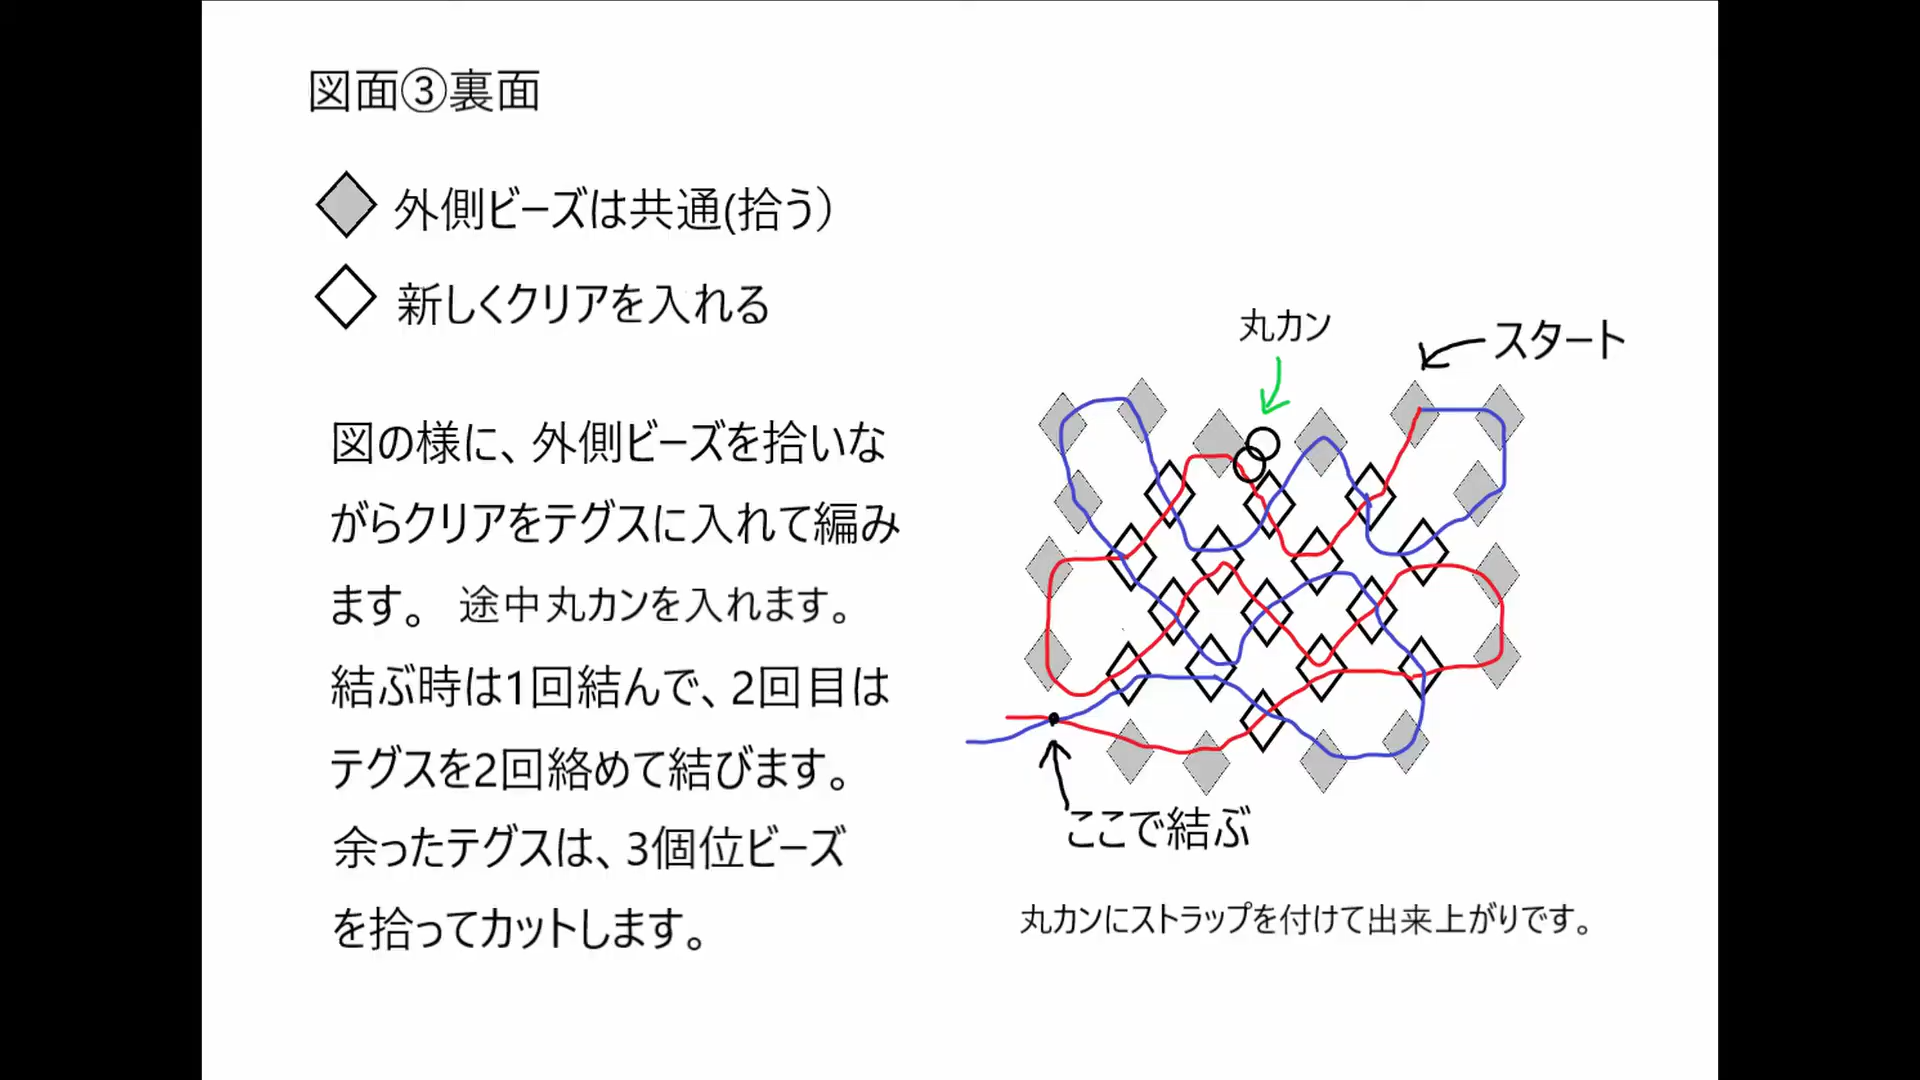 図面③裏面
外側ビーズは共通(拾う)
新しくクリアを入れる
図の様に、外側ビーズを拾いな
がらクリアをテグスに入れて編み
ます。 途中丸カンを入れます。
結ぶ時は1回結んで、2回目は
テグスを2回絡めて結びます。
余ったテグスは、3個位ビーズ
を拾ってカットします。
丸カン
スタート
ここで結ぶ
丸カンにストラップを付けて出来上がりです。